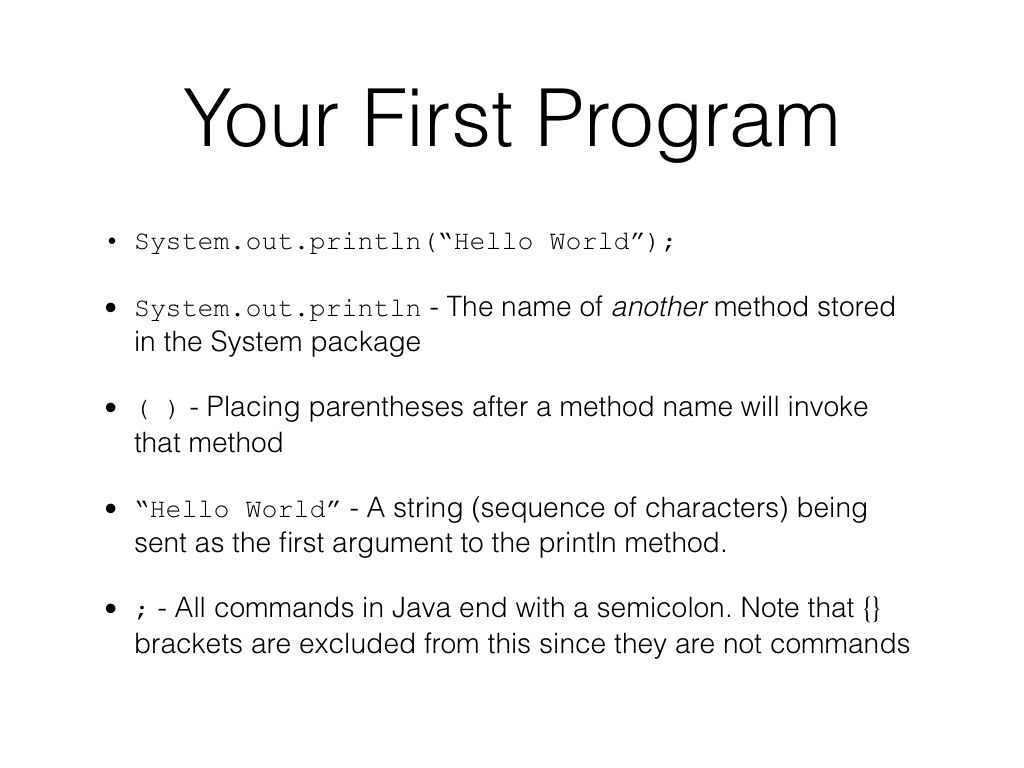 Your First Program
• System.out.println(“Hello World”);
• System.out.println - The name of another method stored
in the System package
• ( ) - Placing parentheses after a method name will invoke
that method
• “Hello World” - A string (sequence of characters) being
sent as the first argument to the println method.
• ; - All commands in Java end with a semicolon. Note that {}
brackets are excluded from this since they are not commands